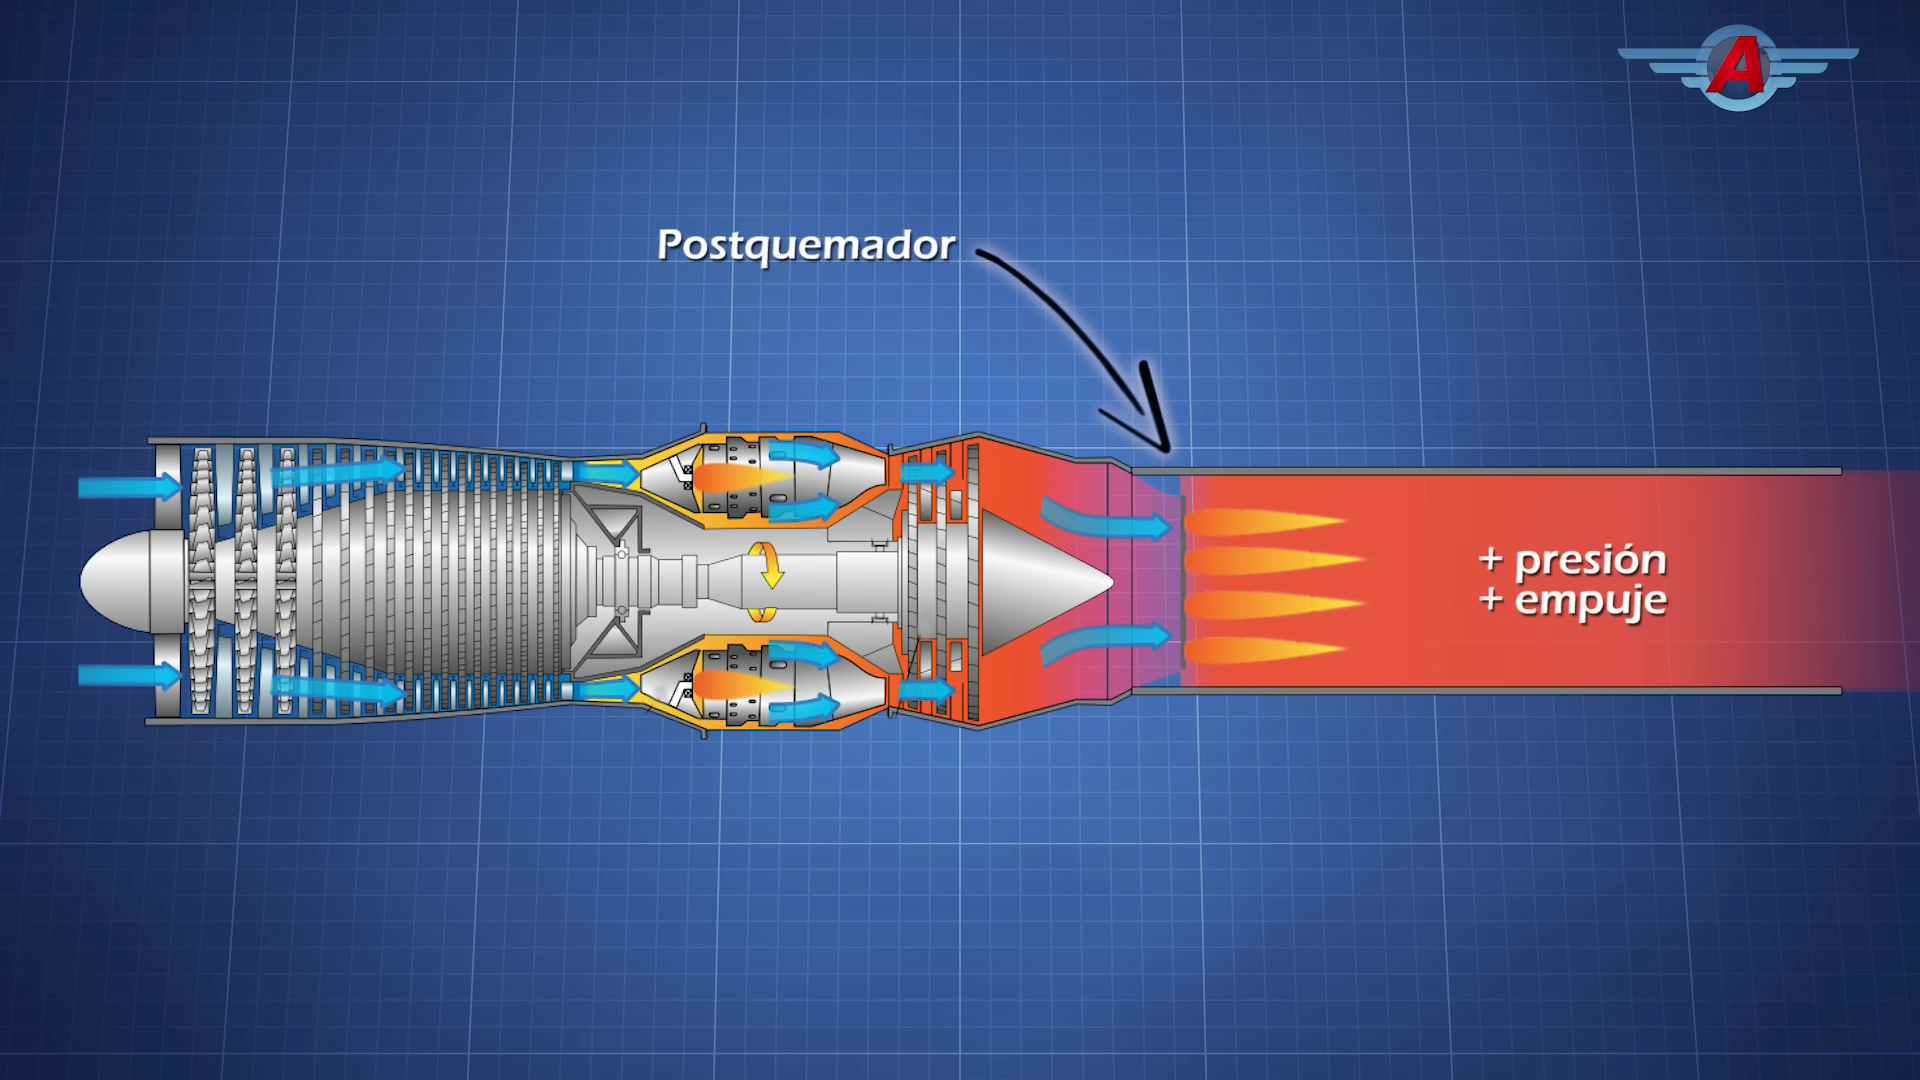 A
Postquemador
+ presión
+ empuje